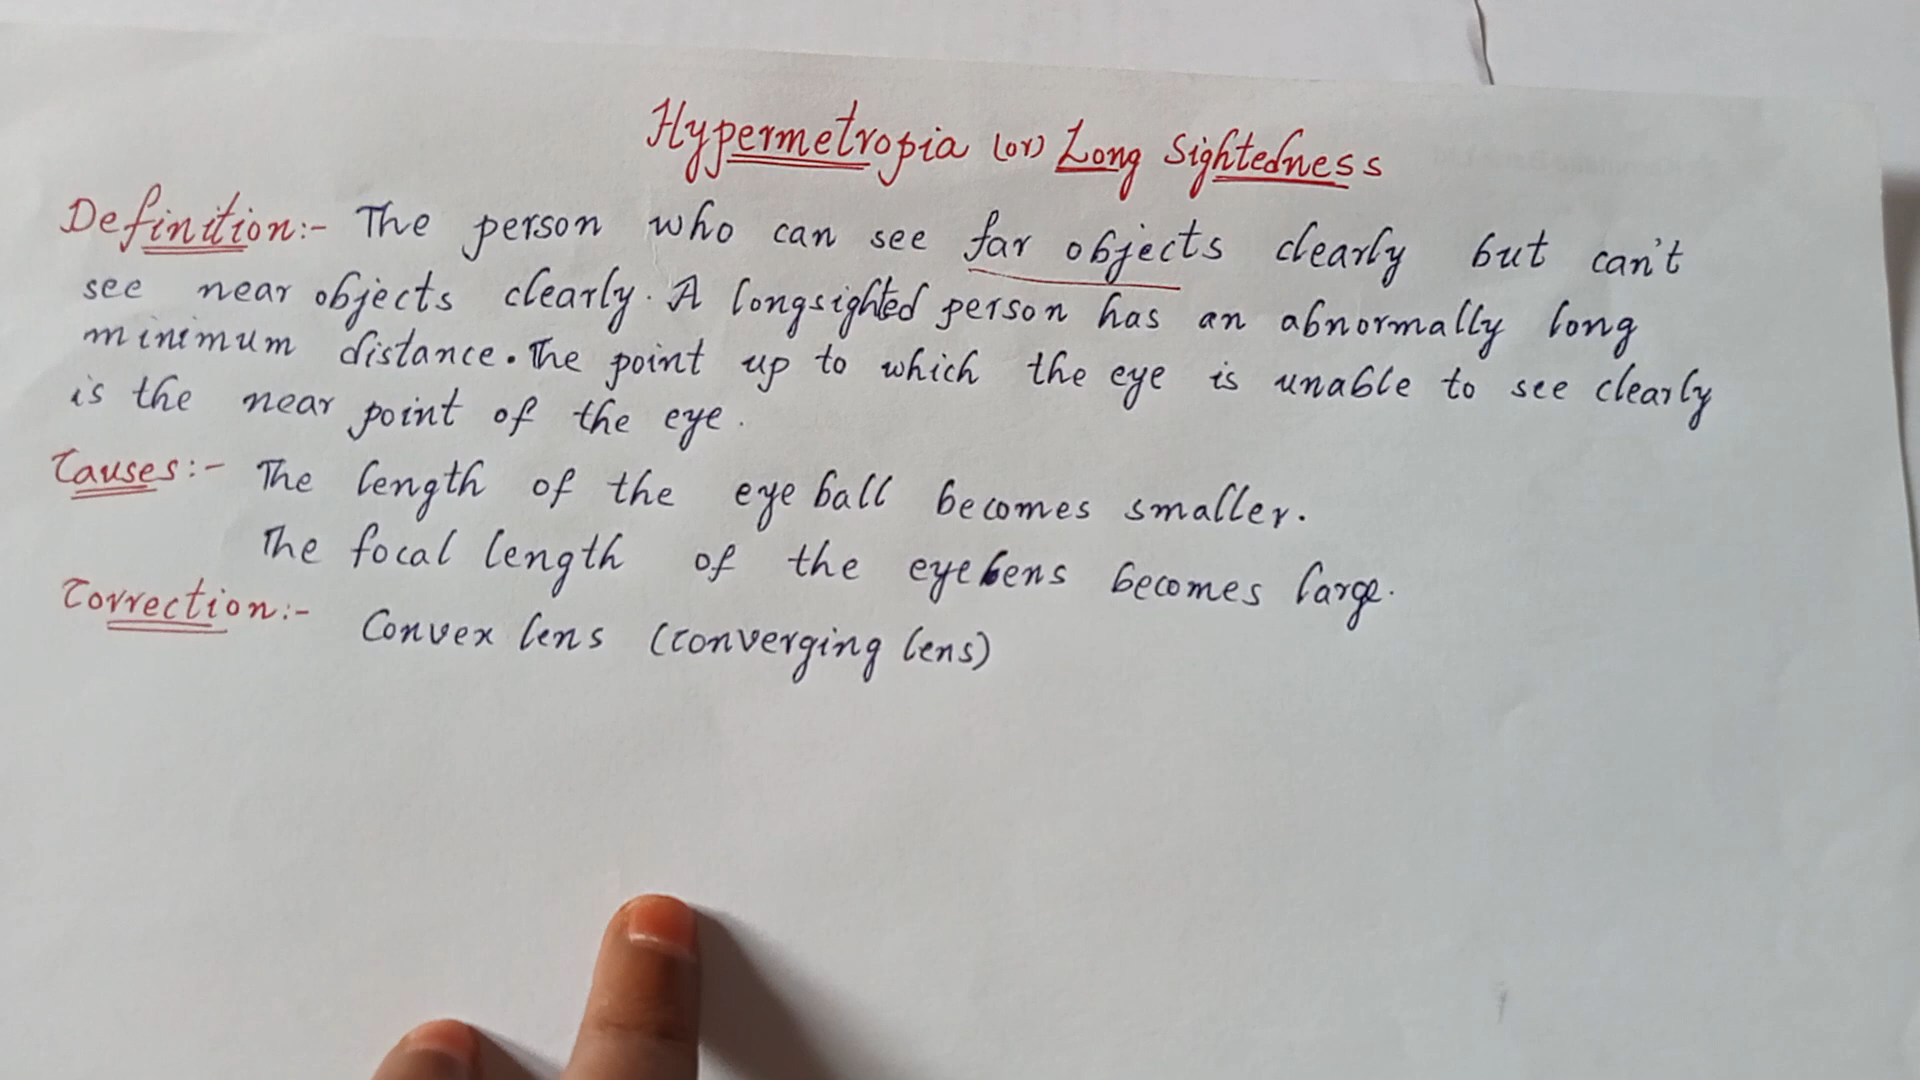 Hypermetropia (or) Long Sightedness
Definition:- The person who can see far objects clearly but can't
see near objects clearly. A longsighted person has an abnormally long
minimum distance. The point up to which the eye is unable to see clearly
is the near point of the eye.
Causes:- The length of the eye ball becomes smaller.
The focal length of the eyelens becomes large.
Correction:- Convex lens (converging lens)